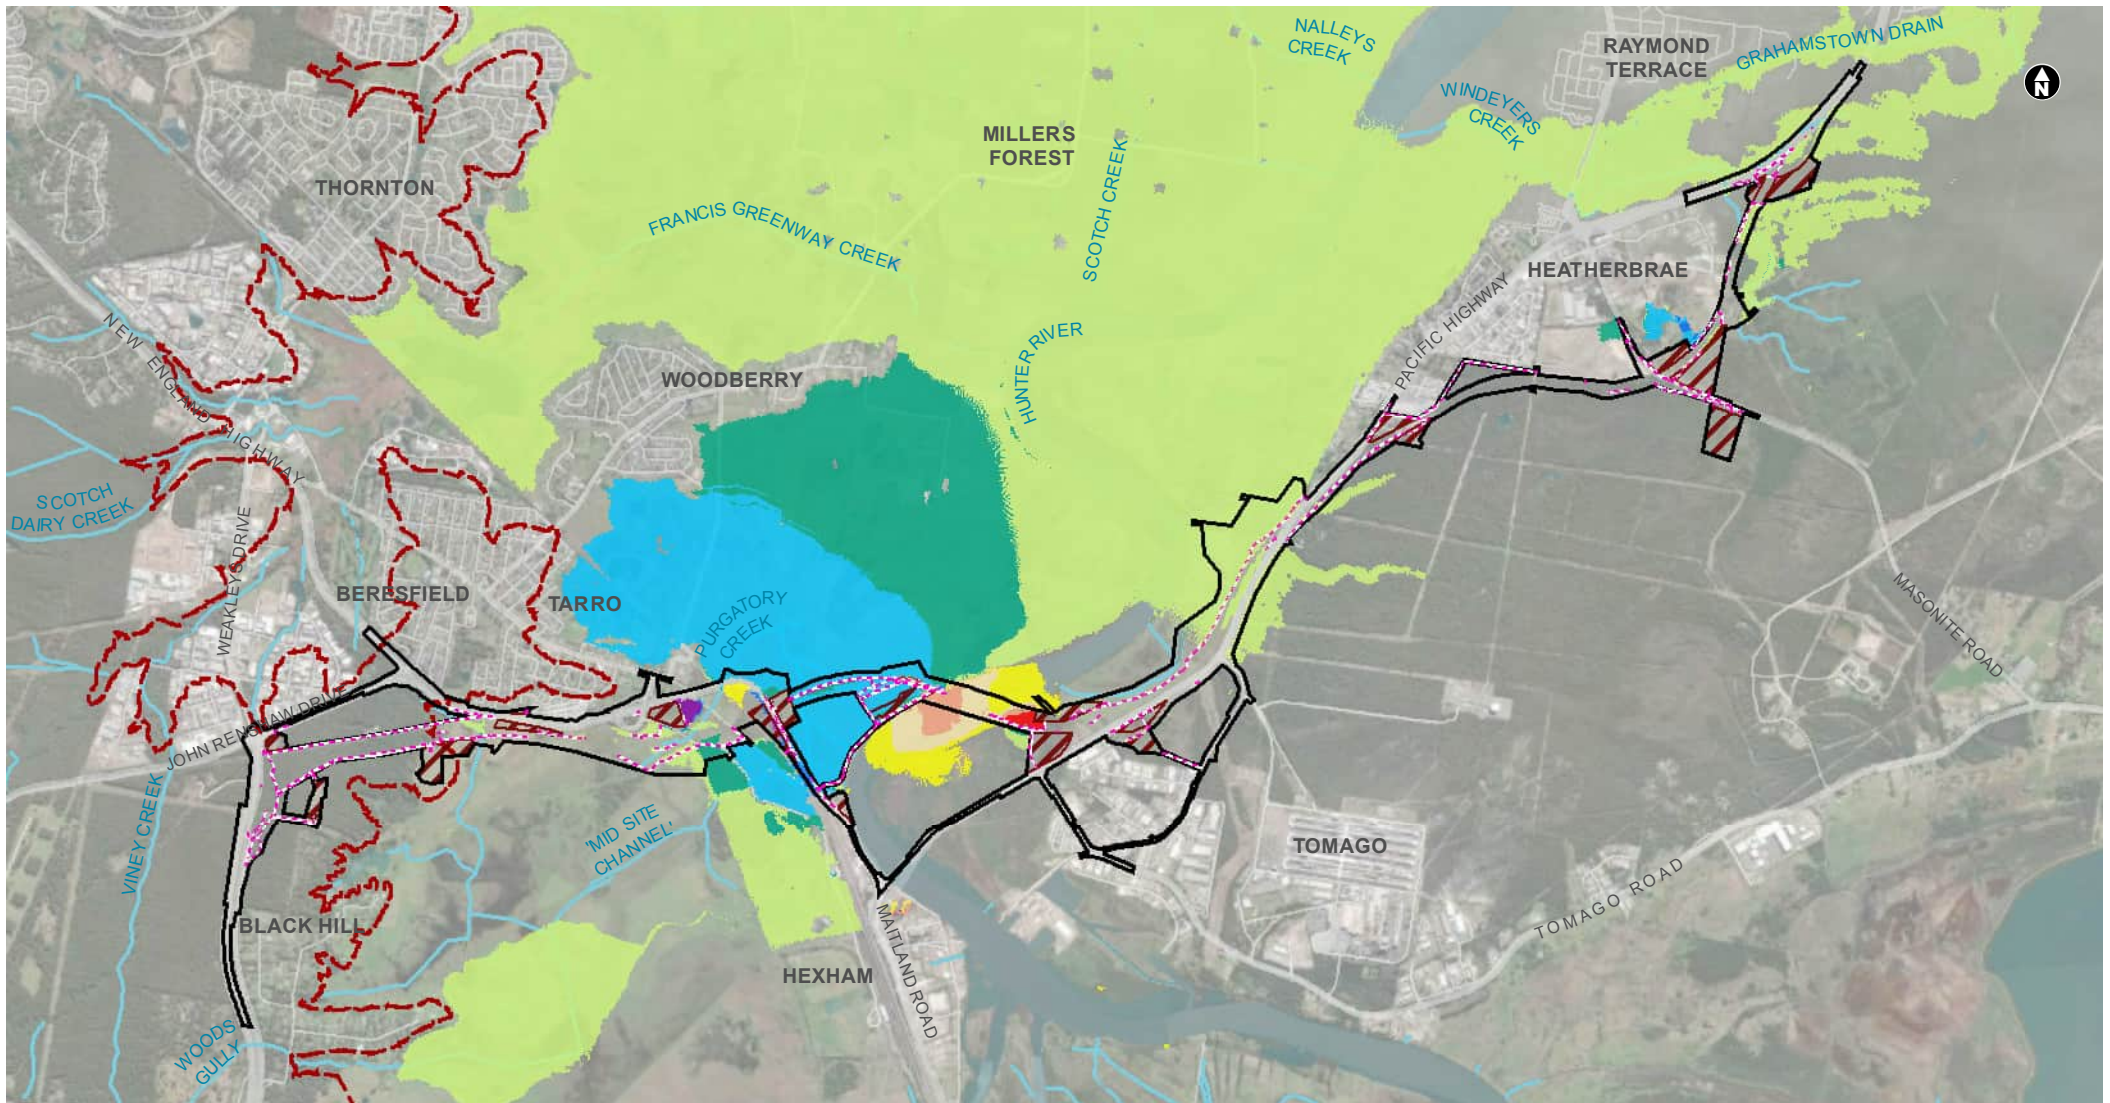 NALLEYS
CREEK
RAYMOND
TERRACE
GRAHAMSTOWN DRAIN
N
WINDEYERS
CREEK
MILLERS
FOREST
SCOTCH CREEK
THORNTON
FRANCIS GREENWAY CREEK
HEATHERBRAE
PACIFIC HIGHWAY
HUNTER RIVER
NEW ENGLAND HIGHWAY
WOODBERRY
SCOTCH
DAIRY CREEK
WEAKLEYS DRIVE
BERESFIELD
TARRO
PURGATORY
CREEK
MASONITE ROAD
JOHN RENSHAW DRIVE
VINEY CREEK
'MID SITE
CHANNEL'
TOMAGO
TOMAGO ROAD
BLACK HILL
HEXHAM
MAITLAND ROAD
WOODS
GULLY